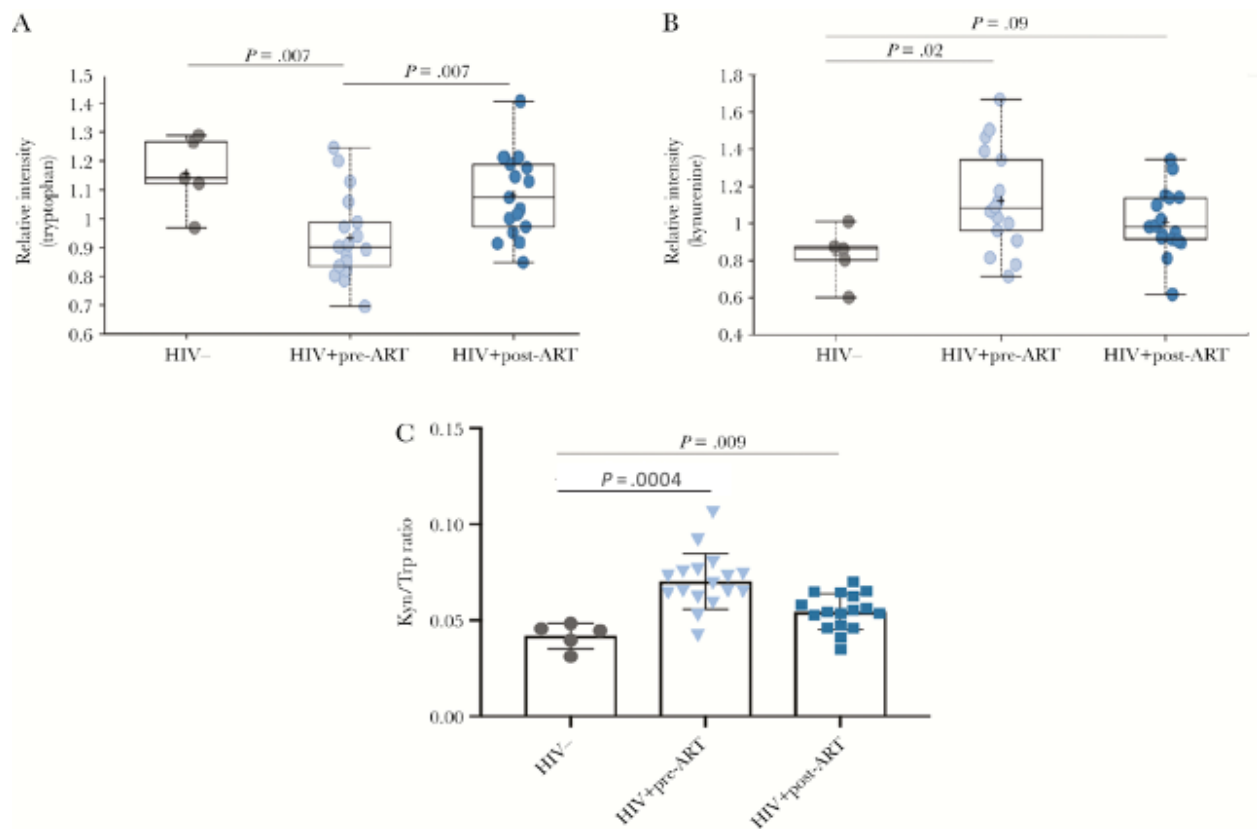 A
P = .007
P = .007
1.5
1.4
1.3
1.2
1.1
1
0.9
0.8
0.7
0.6
Relative intensity
(tryptophan)
HIV–
HIV+pre-ART
HIV+post-ART
B
P = .09
P = .02
1.8
1.6
1.4
1.2
1
0.8
0.6
0.4
Relative intensity
(kynurenine)
HIV–
HIV+pre-ART
HIV+post-ART
C
P = .009
P = .0004
0.15
0.10
0.05
0.00
Kyn/Trp ratio
HIV–
HIV+pre-ART
HIV+post-ART